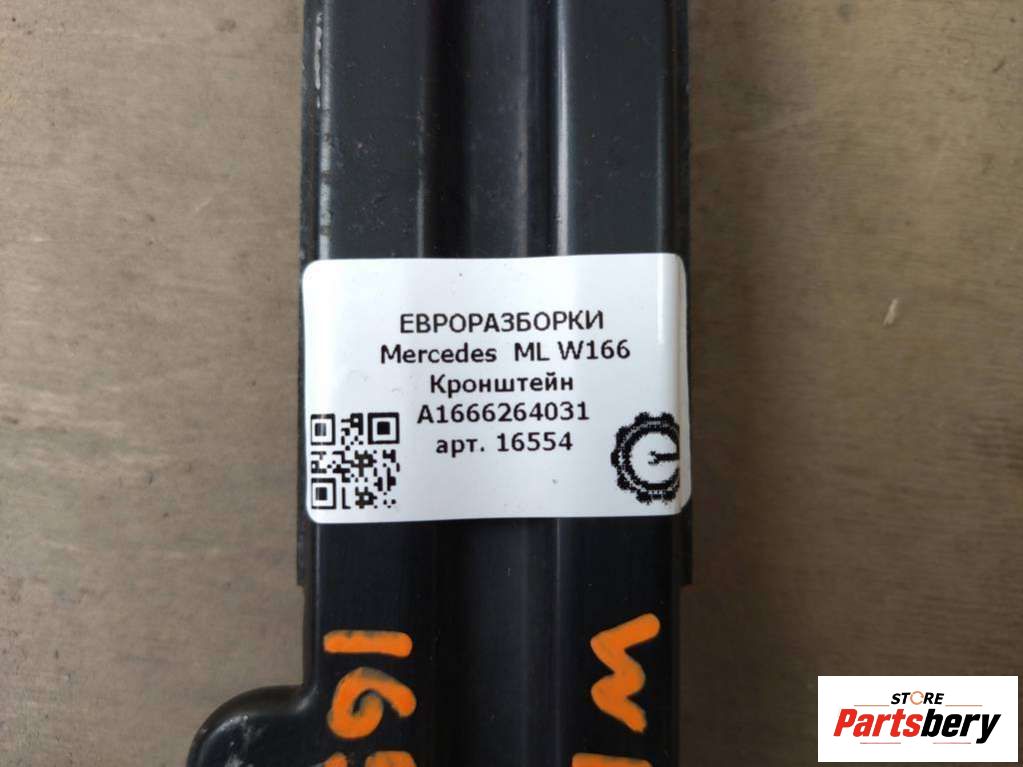 ЕВРОРАЗБОРКИ
Mercedes ML W166
Кронштейн
A1666264031
арт. 16554
STORE
Partsbery